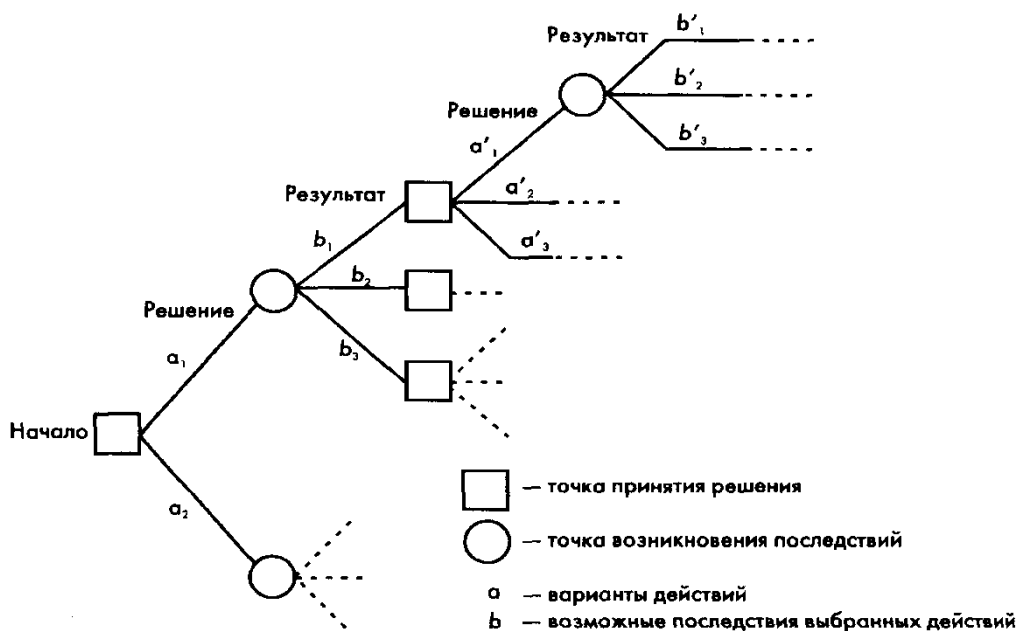 Результат
b'₁
b'₂
b'₃
Решение
a'₁
Результат
a'₂
a'₃
b₁
b₂
b₃
Решение
a₁
Начало
a₂
— точка принятия решения
— точка возникновения последствий
a — варианты действий
b — возможные последствия выбранных действий